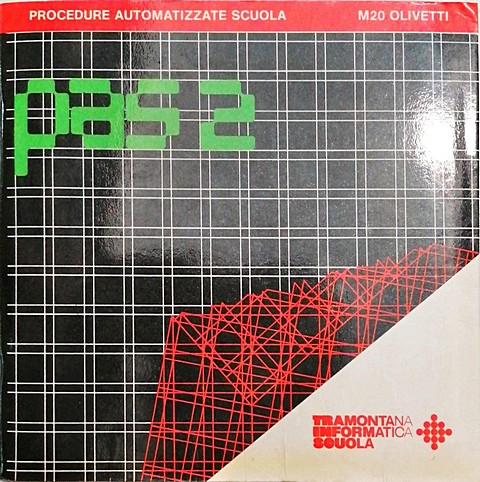 PROCEDURE AUTOMATIZZATE SCUOLA M20 OLIVETTI
pas 2
TRAMONTANA
INFORMATICA
SCUOLA